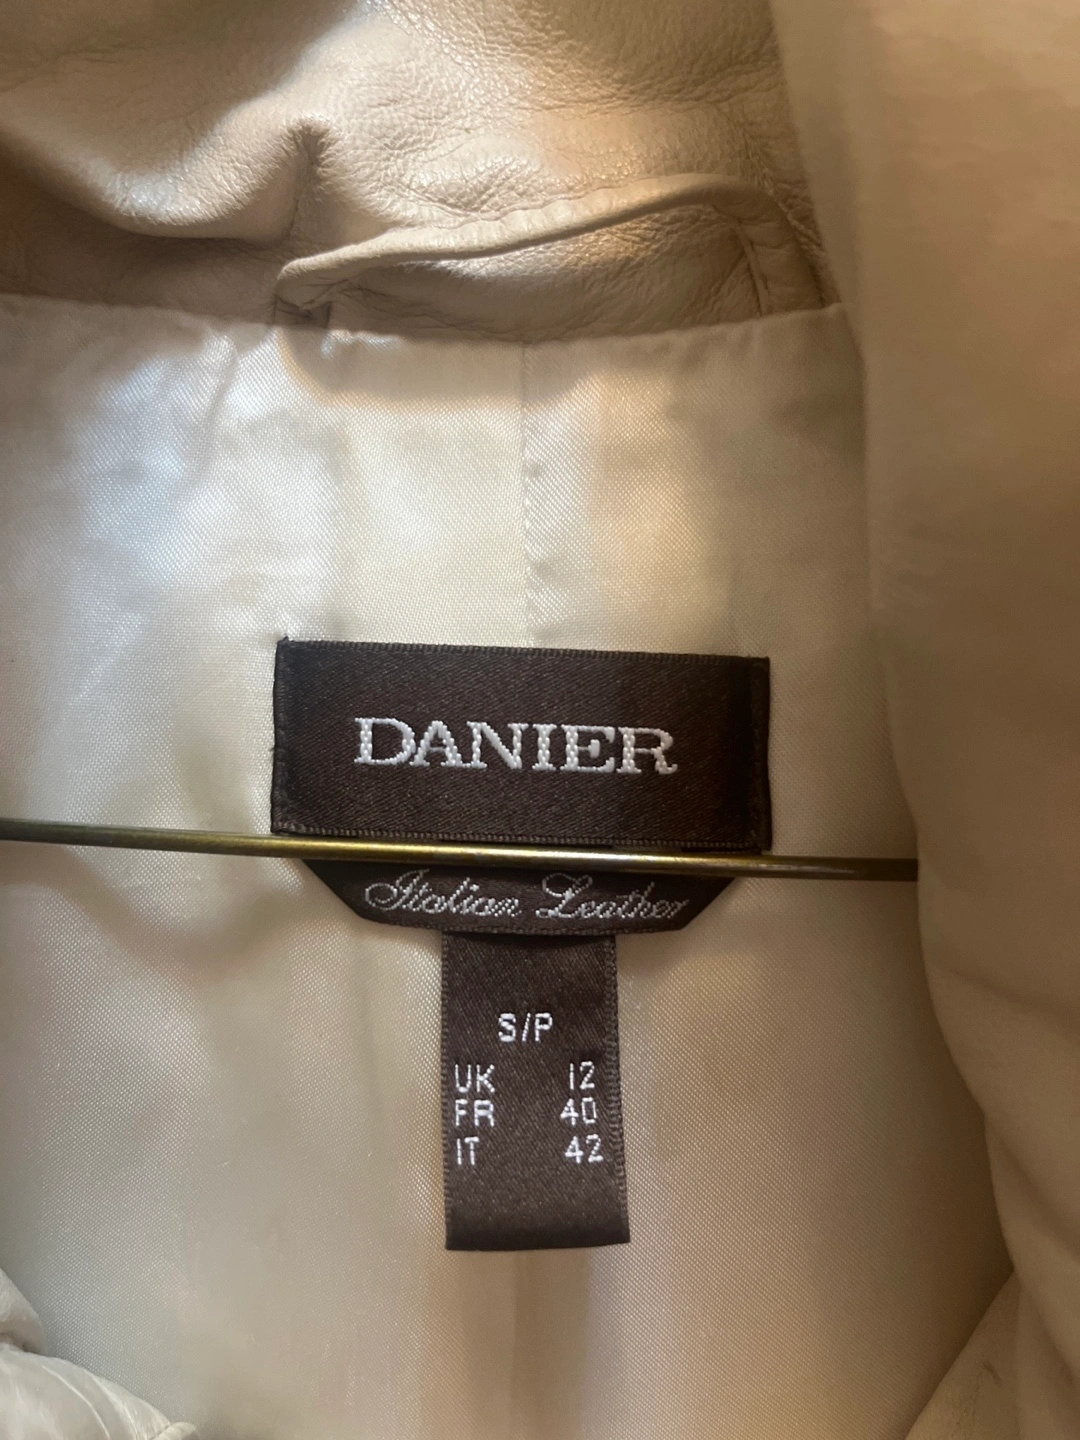 DANIER
Italian Leather
S/P
UK 12
FR 40
IT 42